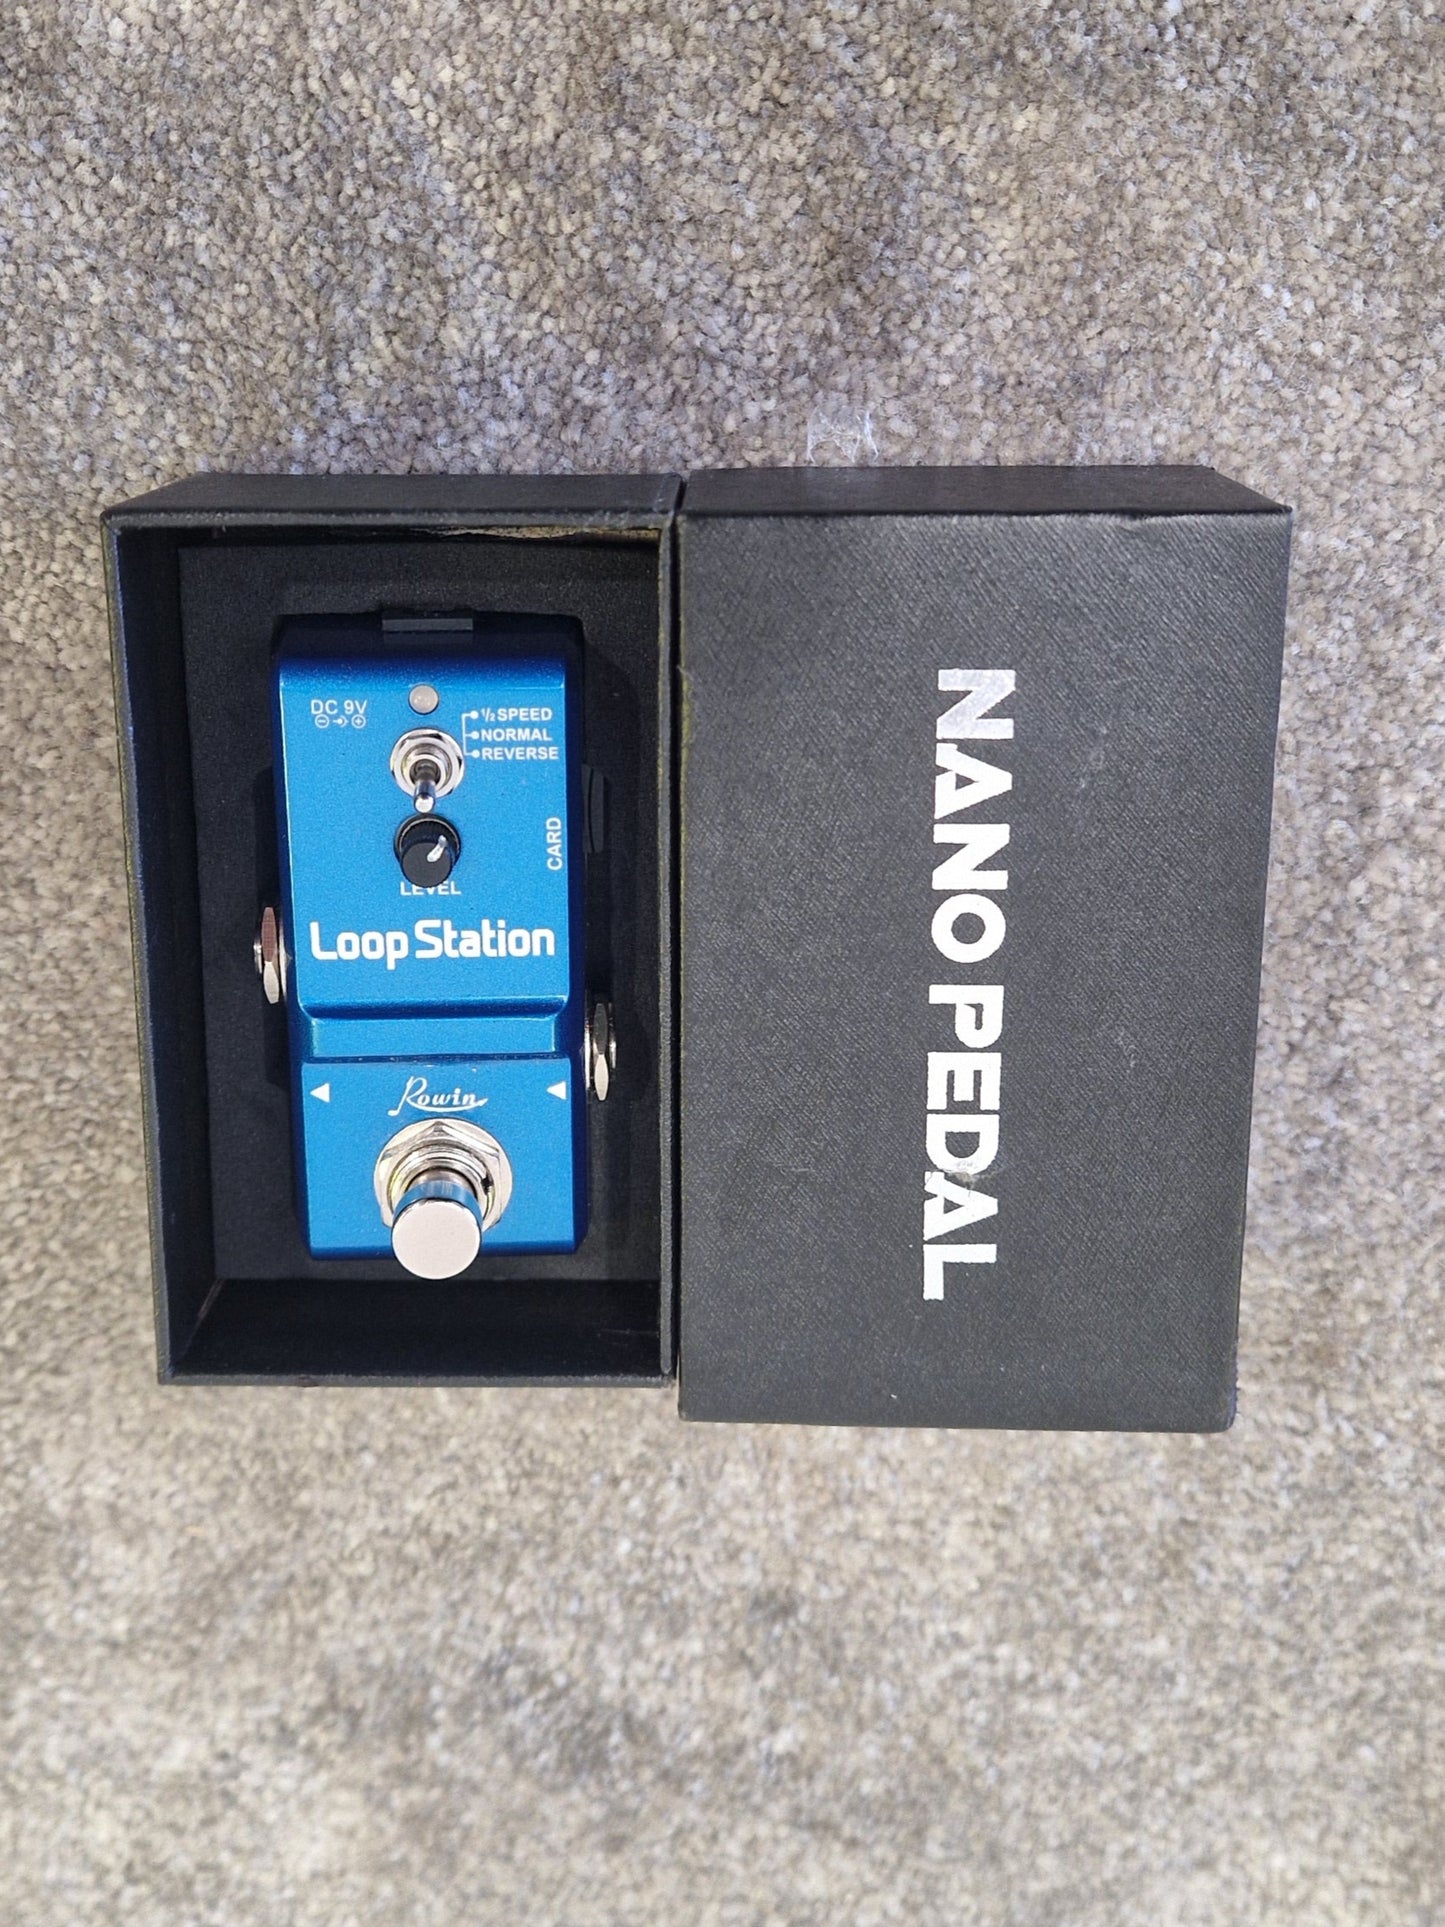 DC 9V
½ SPEED
NORMAL
REVERSE
CARD
LEVEL
Loop Station
Rowin
NANO PEDAL